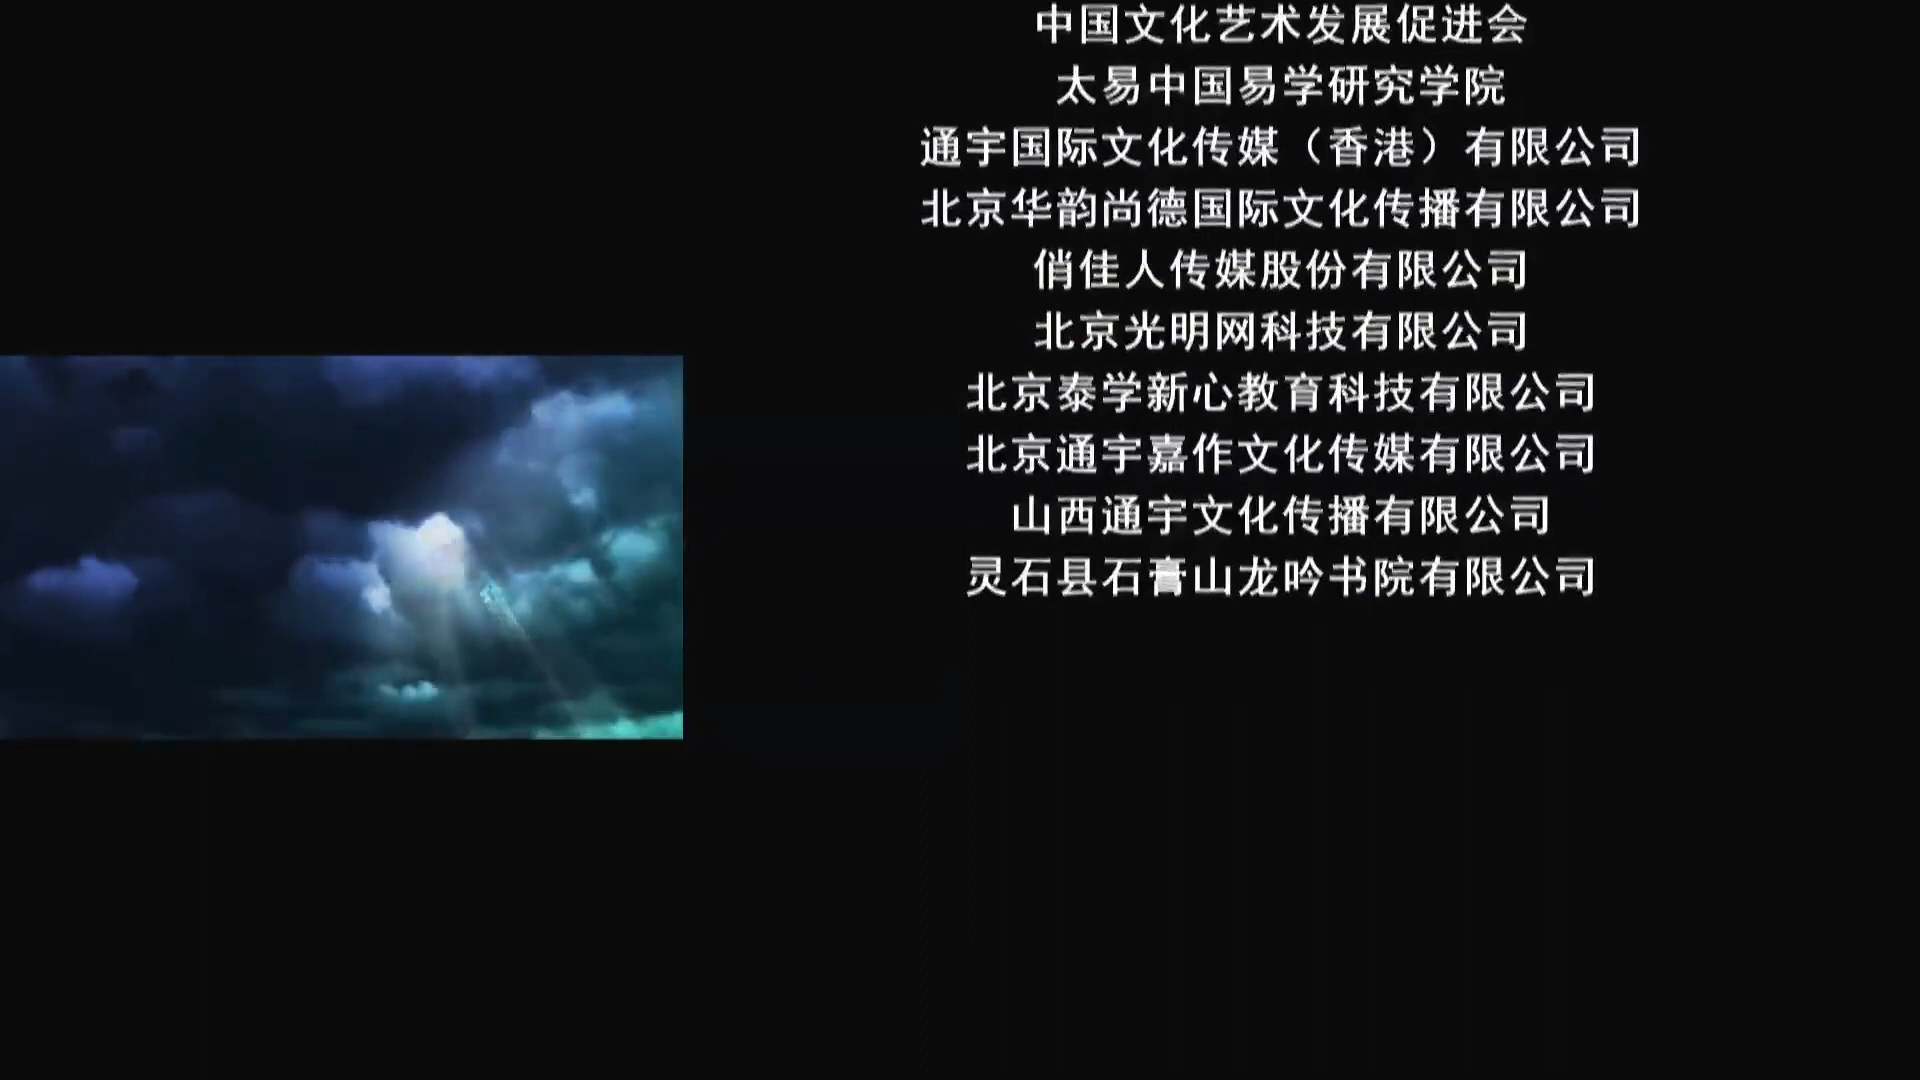 中国文化艺术发展促进会
太易中国易学研究学院
通宇国际文化传媒（香港）有限公司
北京华韵尚德国际文化传播有限公司
俏佳人传媒股份有限公司
北京光明网科技有限公司
北京泰学新心教育科技有限公司
北京通宇嘉作文化传媒有限公司
山西通宇文化传播有限公司
灵石县石膏山龙吟书院有限公司